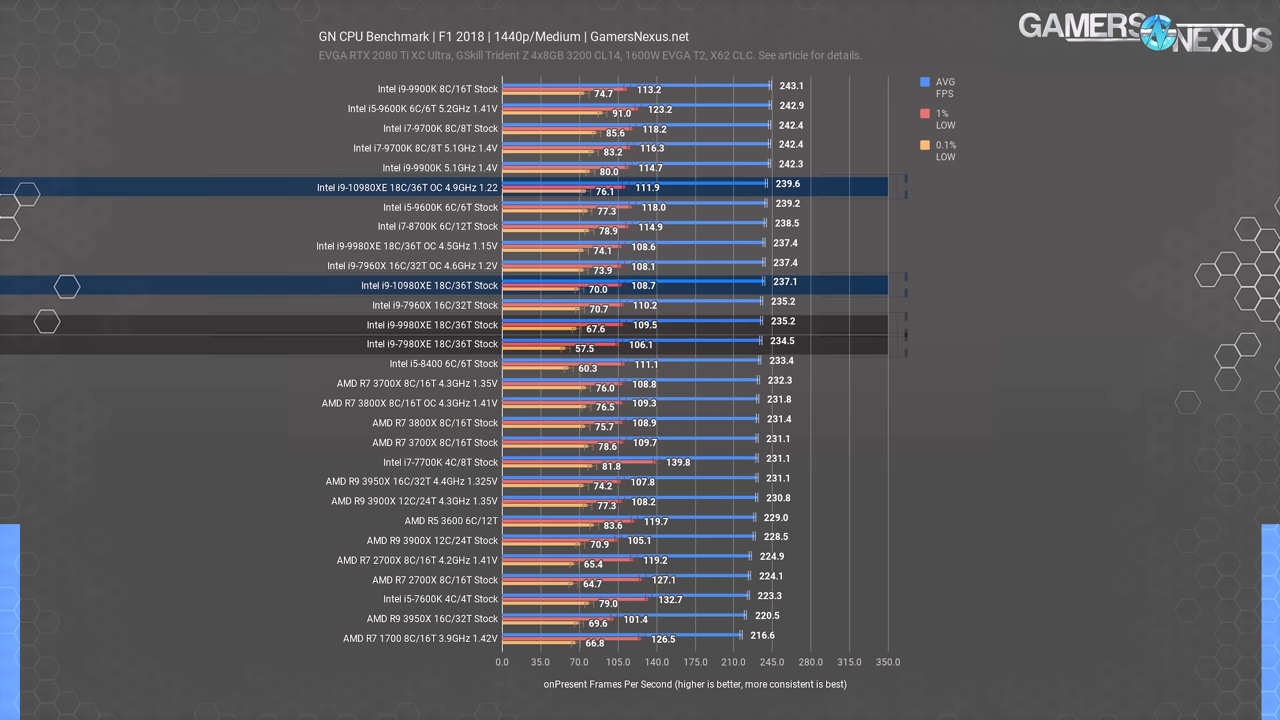 GAMERS NEXUS
GN CPU Benchmark | F1 2018 | 1440p/Medium | GamersNexus.net
EVGA RTX 2080 Ti XC Ultra, GSkill Trident Z 4x8GB 3200 CL14, 1600W EVGA T2, X62 CLC. See article for details.
AVG FPS
1% LOW
0.1% LOW
Intel i9-9900K 8C/16T Stock 243.1 113.2 74.7
Intel i5-9600K 6C/6T 5.2GHz 1.41V 242.9 123.2 91.0
Intel i7-9700K 8C/8T Stock 242.4 118.2 85.6
Intel i7-9700K 8C/8T 5.1GHz 1.4V 242.4 116.3 83.2
Intel i9-9900K 5.1GHz 1.4V 242.3 114.7 80.0
Intel i9-10980XE 18C/36T OC 4.9GHz 1.22 239.6 111.9 76.1
Intel i5-9600K 6C/6T Stock 239.2 118.0 77.3
Intel i7-8700K 6C/12T Stock 238.5 114.9 78.9
Intel i9-9980XE 18C/36T OC 4.5GHz 1.15V 237.4 108.6 74.1
Intel i9-7960X 16C/32T OC 4.6GHz 1.2V 237.4 108.1 73.9
Intel i9-10980XE 18C/36T Stock 237.1 108.7 70.0
Intel i9-7960X 16C/32T Stock 235.2 110.2 70.7
Intel i9-9980XE 18C/36T Stock 235.2 109.5 67.6
Intel i9-7980XE 18C/36T Stock 234.5 106.1 57.5
Intel i5-8400 6C/6T Stock 233.4 111.1 60.3
AMD R7 3700X 8C/16T 4.3GHz 1.35V 232.3 108.8 76.0
AMD R7 3800X 8C/16T OC 4.3GHz 1.41V 231.8 109.3 76.5
AMD R7 3800X 8C/16T Stock 231.4 108.9 75.7
AMD R7 3700X 8C/16T Stock 231.1 109.7 78.6
Intel i7-7700K 4C/8T Stock 231.1 139.8 81.8
AMD R9 3950X 16C/32T 4.4GHz 1.325V 231.1 107.8 74.2
AMD R9 3900X 12C/24T 4.3GHz 1.35V 230.8 108.2 77.3
AMD R5 3600 6C/12T 229.0 119.7 83.6
AMD R9 3900X 12C/24T Stock 228.5 105.1 70.9
AMD R7 2700X 8C/16T 4.2GHz 1.41V 224.9 119.2 65.4
AMD R7 2700X 8C/16T Stock 224.1 127.1 64.7
Intel i5-7600K 4C/4T Stock 223.3 132.7 79.0
AMD R9 3950X 16C/32T Stock 220.5 101.4 69.6
AMD R7 1700 8C/16T 3.9GHz 1.42V 216.6 126.5 66.8
0.0 35.0 70.0 105.0 140.0 175.0 210.0 245.0 280.0 315.0 350.0
onPresent Frames Per Second (higher is better, more consistent is best)